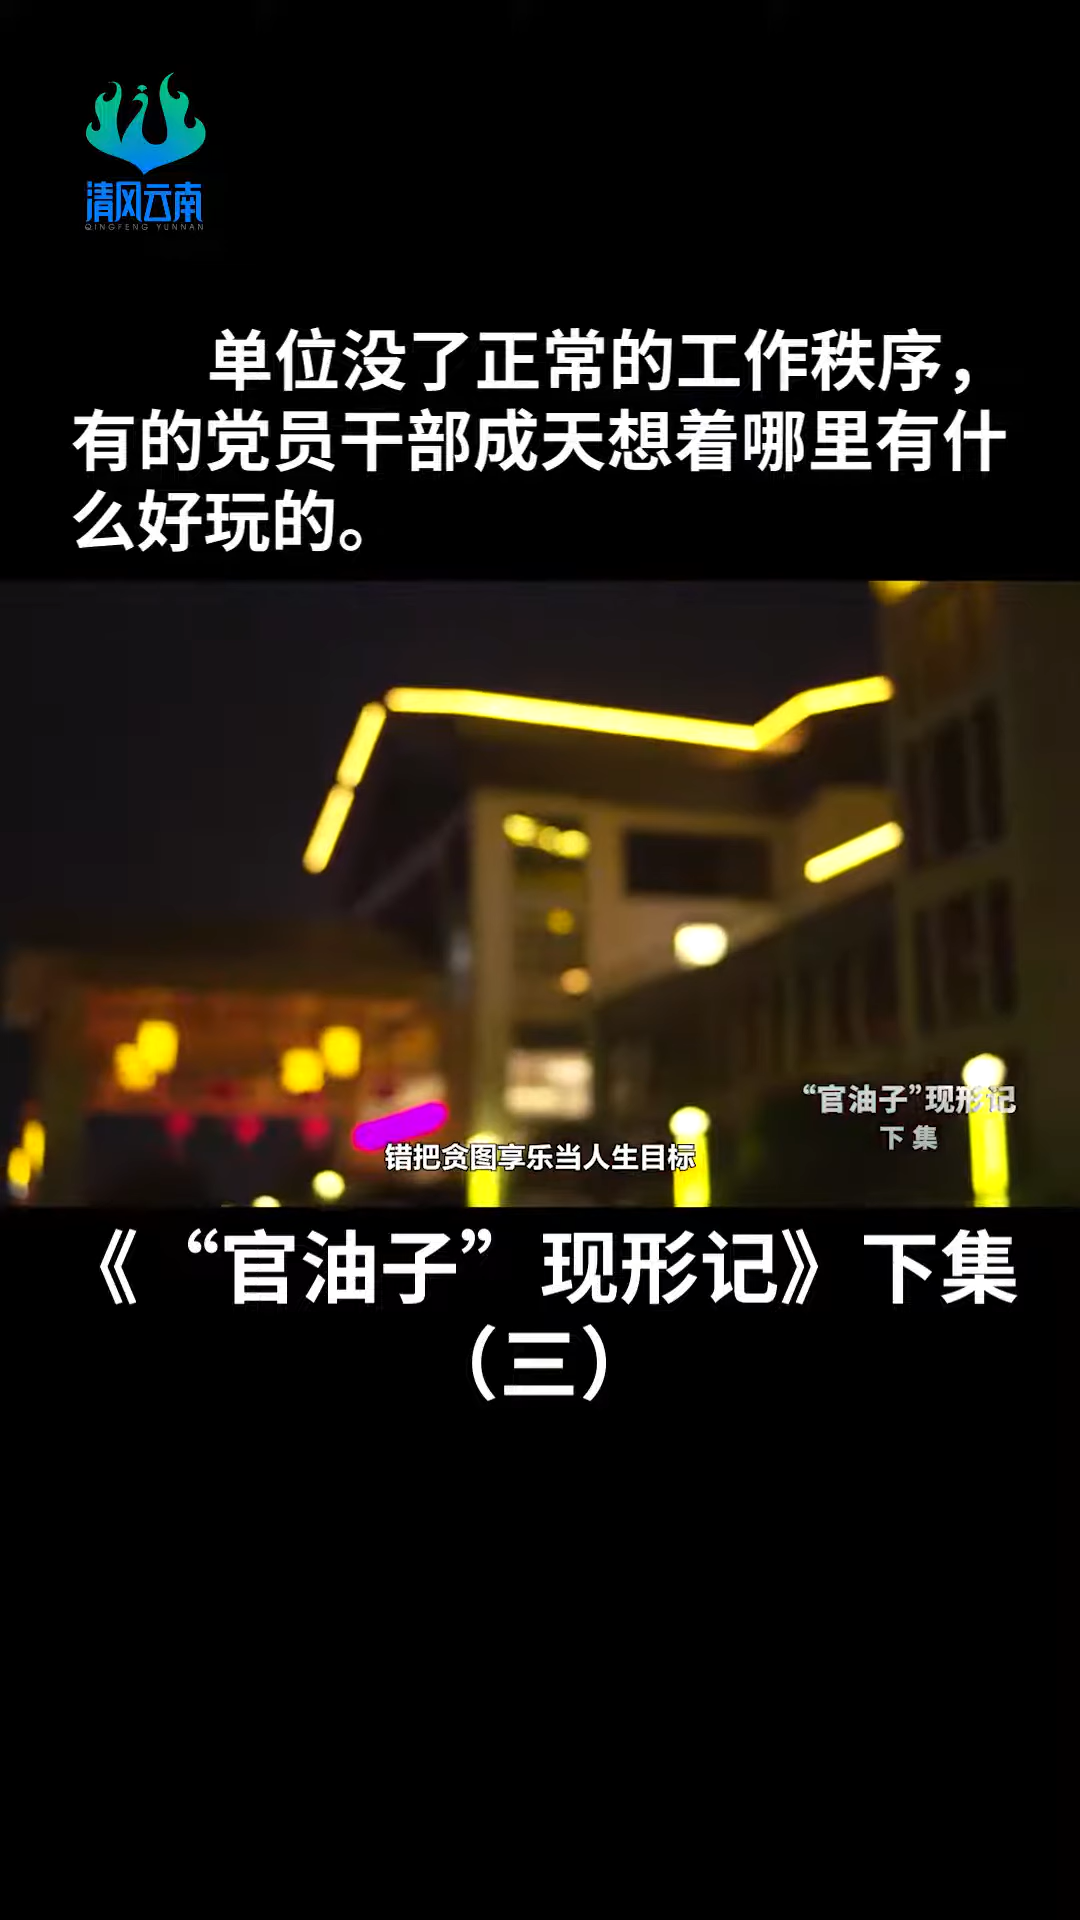 清风云南
QINGFENG YUNNAN
单位没了正常的工作秩序，
有的党员干部成天想着哪里有什
么好玩的。
“官油子”现形记
下集
错把贪图享乐当人生目标
《“官油子”现形记》下集
（三）